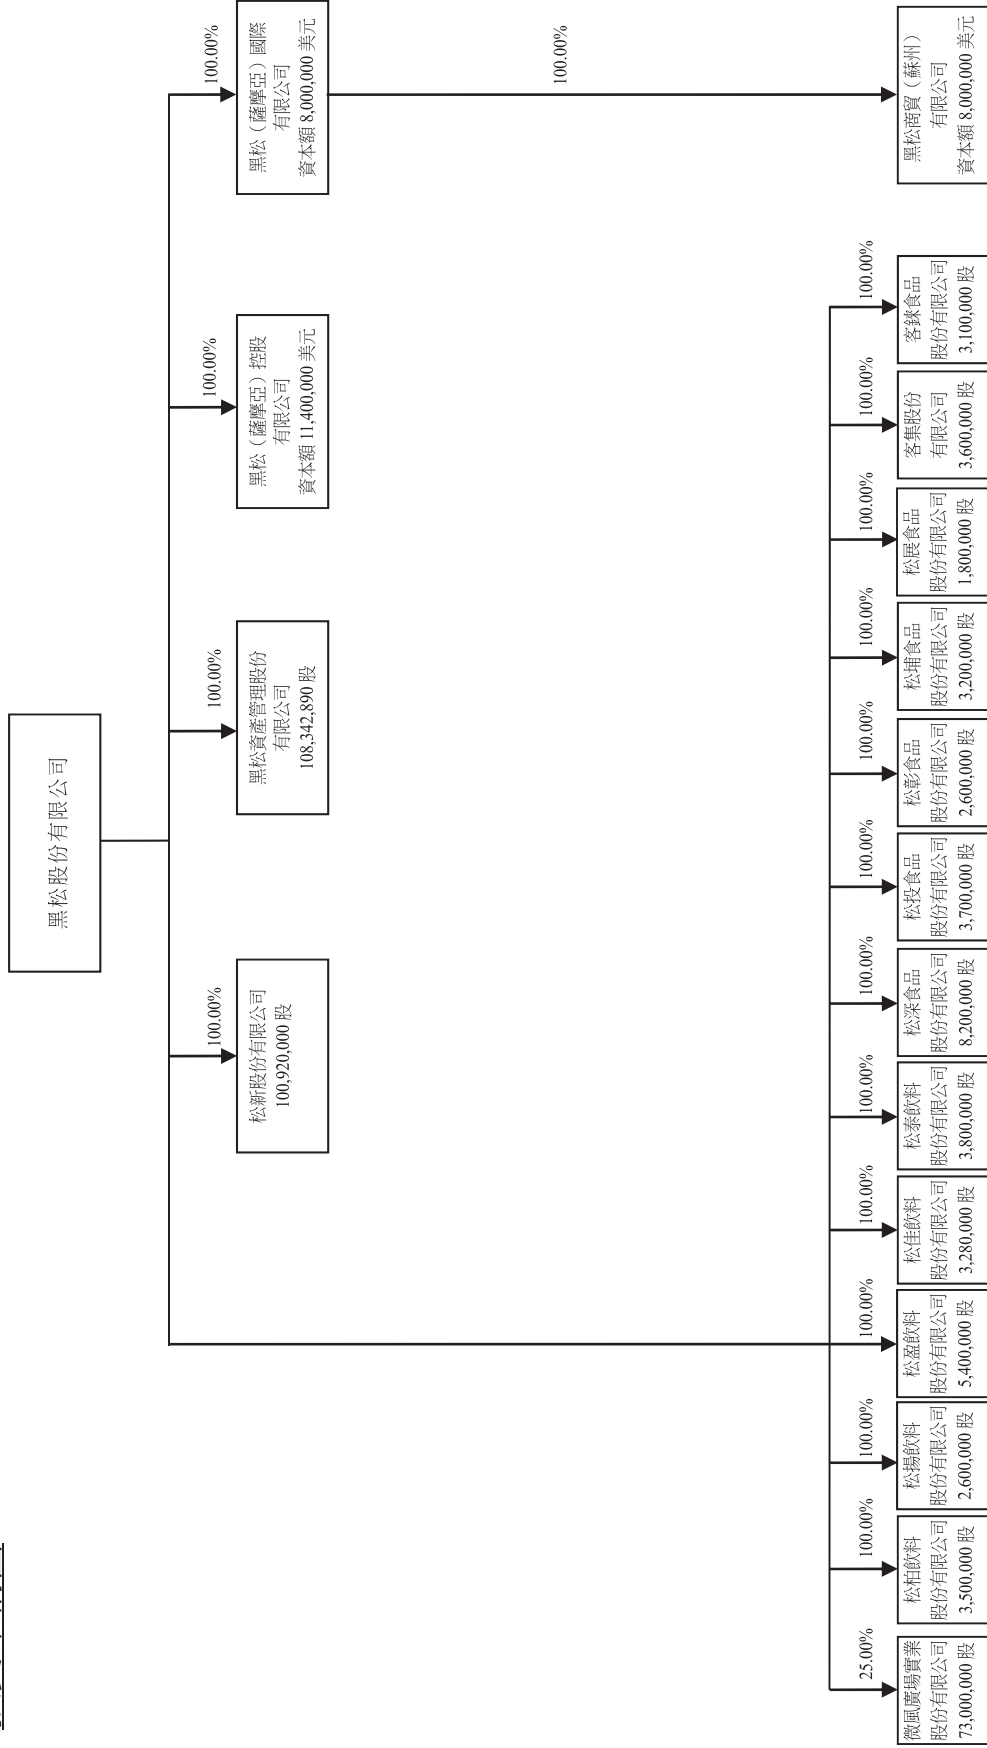 黑松股份有限公司
100.00%
松新股份有限公司
100,920,000 股
100.00%
黑松資產管理股份
有限公司
108,342,890 股
100.00%
黑松（薩摩亞）控股
有限公司
資本額 11,400,000 美元
100.00%
黑松（薩摩亞）國際
有限公司
資本額 8,000,000 美元
100.00%
黑松商貿（蘇州）
有限公司
資本額 8,000,000 美元
25.00%
微風廣場實業
股份有限公司
73,000,000 股
100.00%
松柏飲料
股份有限公司
3,500,000 股
100.00%
松揚飲料
股份有限公司
2,600,000 股
100.00%
松盈飲料
股份有限公司
5,400,000 股
100.00%
松佳飲料
股份有限公司
3,280,000 股
100.00%
松泰飲料
股份有限公司
3,800,000 股
100.00%
松深食品
股份有限公司
8,200,000 股
100.00%
松投食品
股份有限公司
3,700,000 股
100.00%
松彰食品
股份有限公司
2,600,000 股
100.00%
松埔食品
股份有限公司
3,200,000 股
100.00%
松展食品
股份有限公司
1,800,000 股
100.00%
客集股份
有限公司
3,600,000 股
100.00%
客錸食品
股份有限公司
3,100,000 股